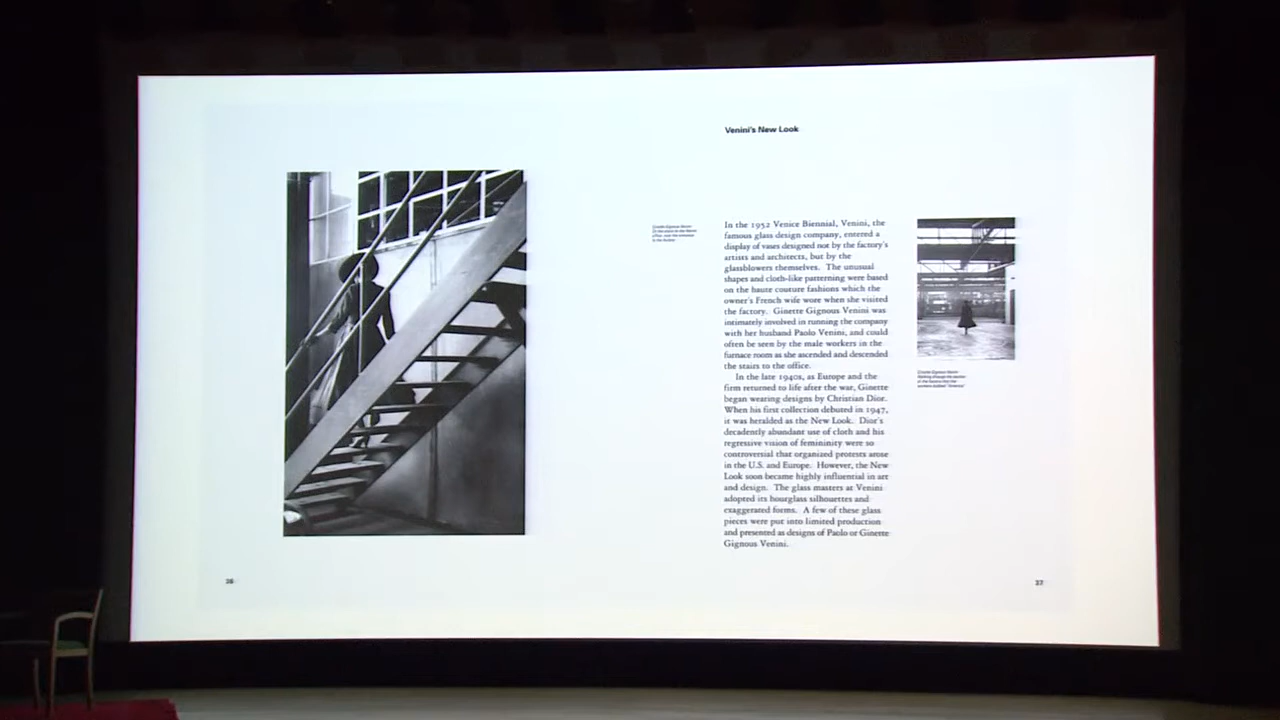 Venini's New Look
Ginette Gignous Venini
In the 1952 Venice Biennial, Venini, the
famous glass design company, entered a
display of vases designed not by the factory's
artists and architects, but by the
glassblowers themselves. The unusual
shapes and cloth-like patterning were based
on the haute couture fashions which the
owner's French wife wore when she visited
the factory. Ginette Gignous Venini was
intimately involved in running the company
with her husband Paolo Venini, and could
often be seen by the male workers in the
furnace room as she ascended and descended
the stairs to the office.
In the late 1940s, as Europe and the
firm returned to life after the war, Ginette
began wearing designs by Christian Dior.
When his first collection debuted in 1947,
it was heralded as the New Look. Dior's
decadently abundant use of cloth and his
regressive vision of femininity were so
controversial that organized protests arose
in the U.S. and Europe. However, the New
Look soon became highly influential in art
and design. The glass masters at Venini
adopted its hourglass silhouettes and
exaggerated forms. A few of these glass
pieces were put into limited production
and presented as designs of Paolo or Ginette
Gignous Venini.
Ginette Gignous Venini
36
37